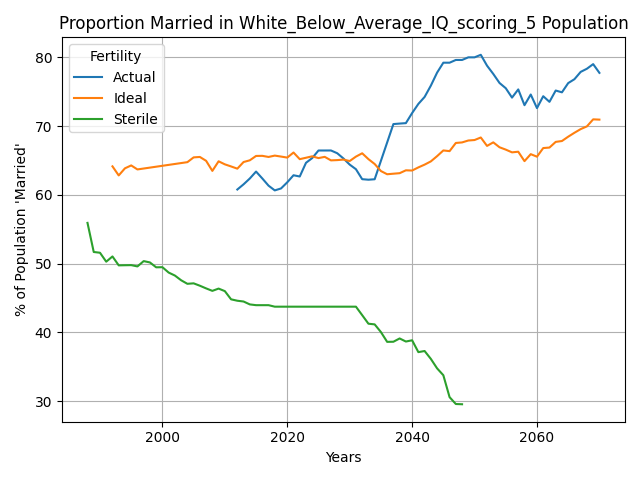 Proportion Married in White_Below_Average_IQ_scoring_5 Population
Fertility
Actual
Ideal
Sterile
% of Population 'Married'
80
70
60
50
40
30
2000
2020
2040
2060
Years